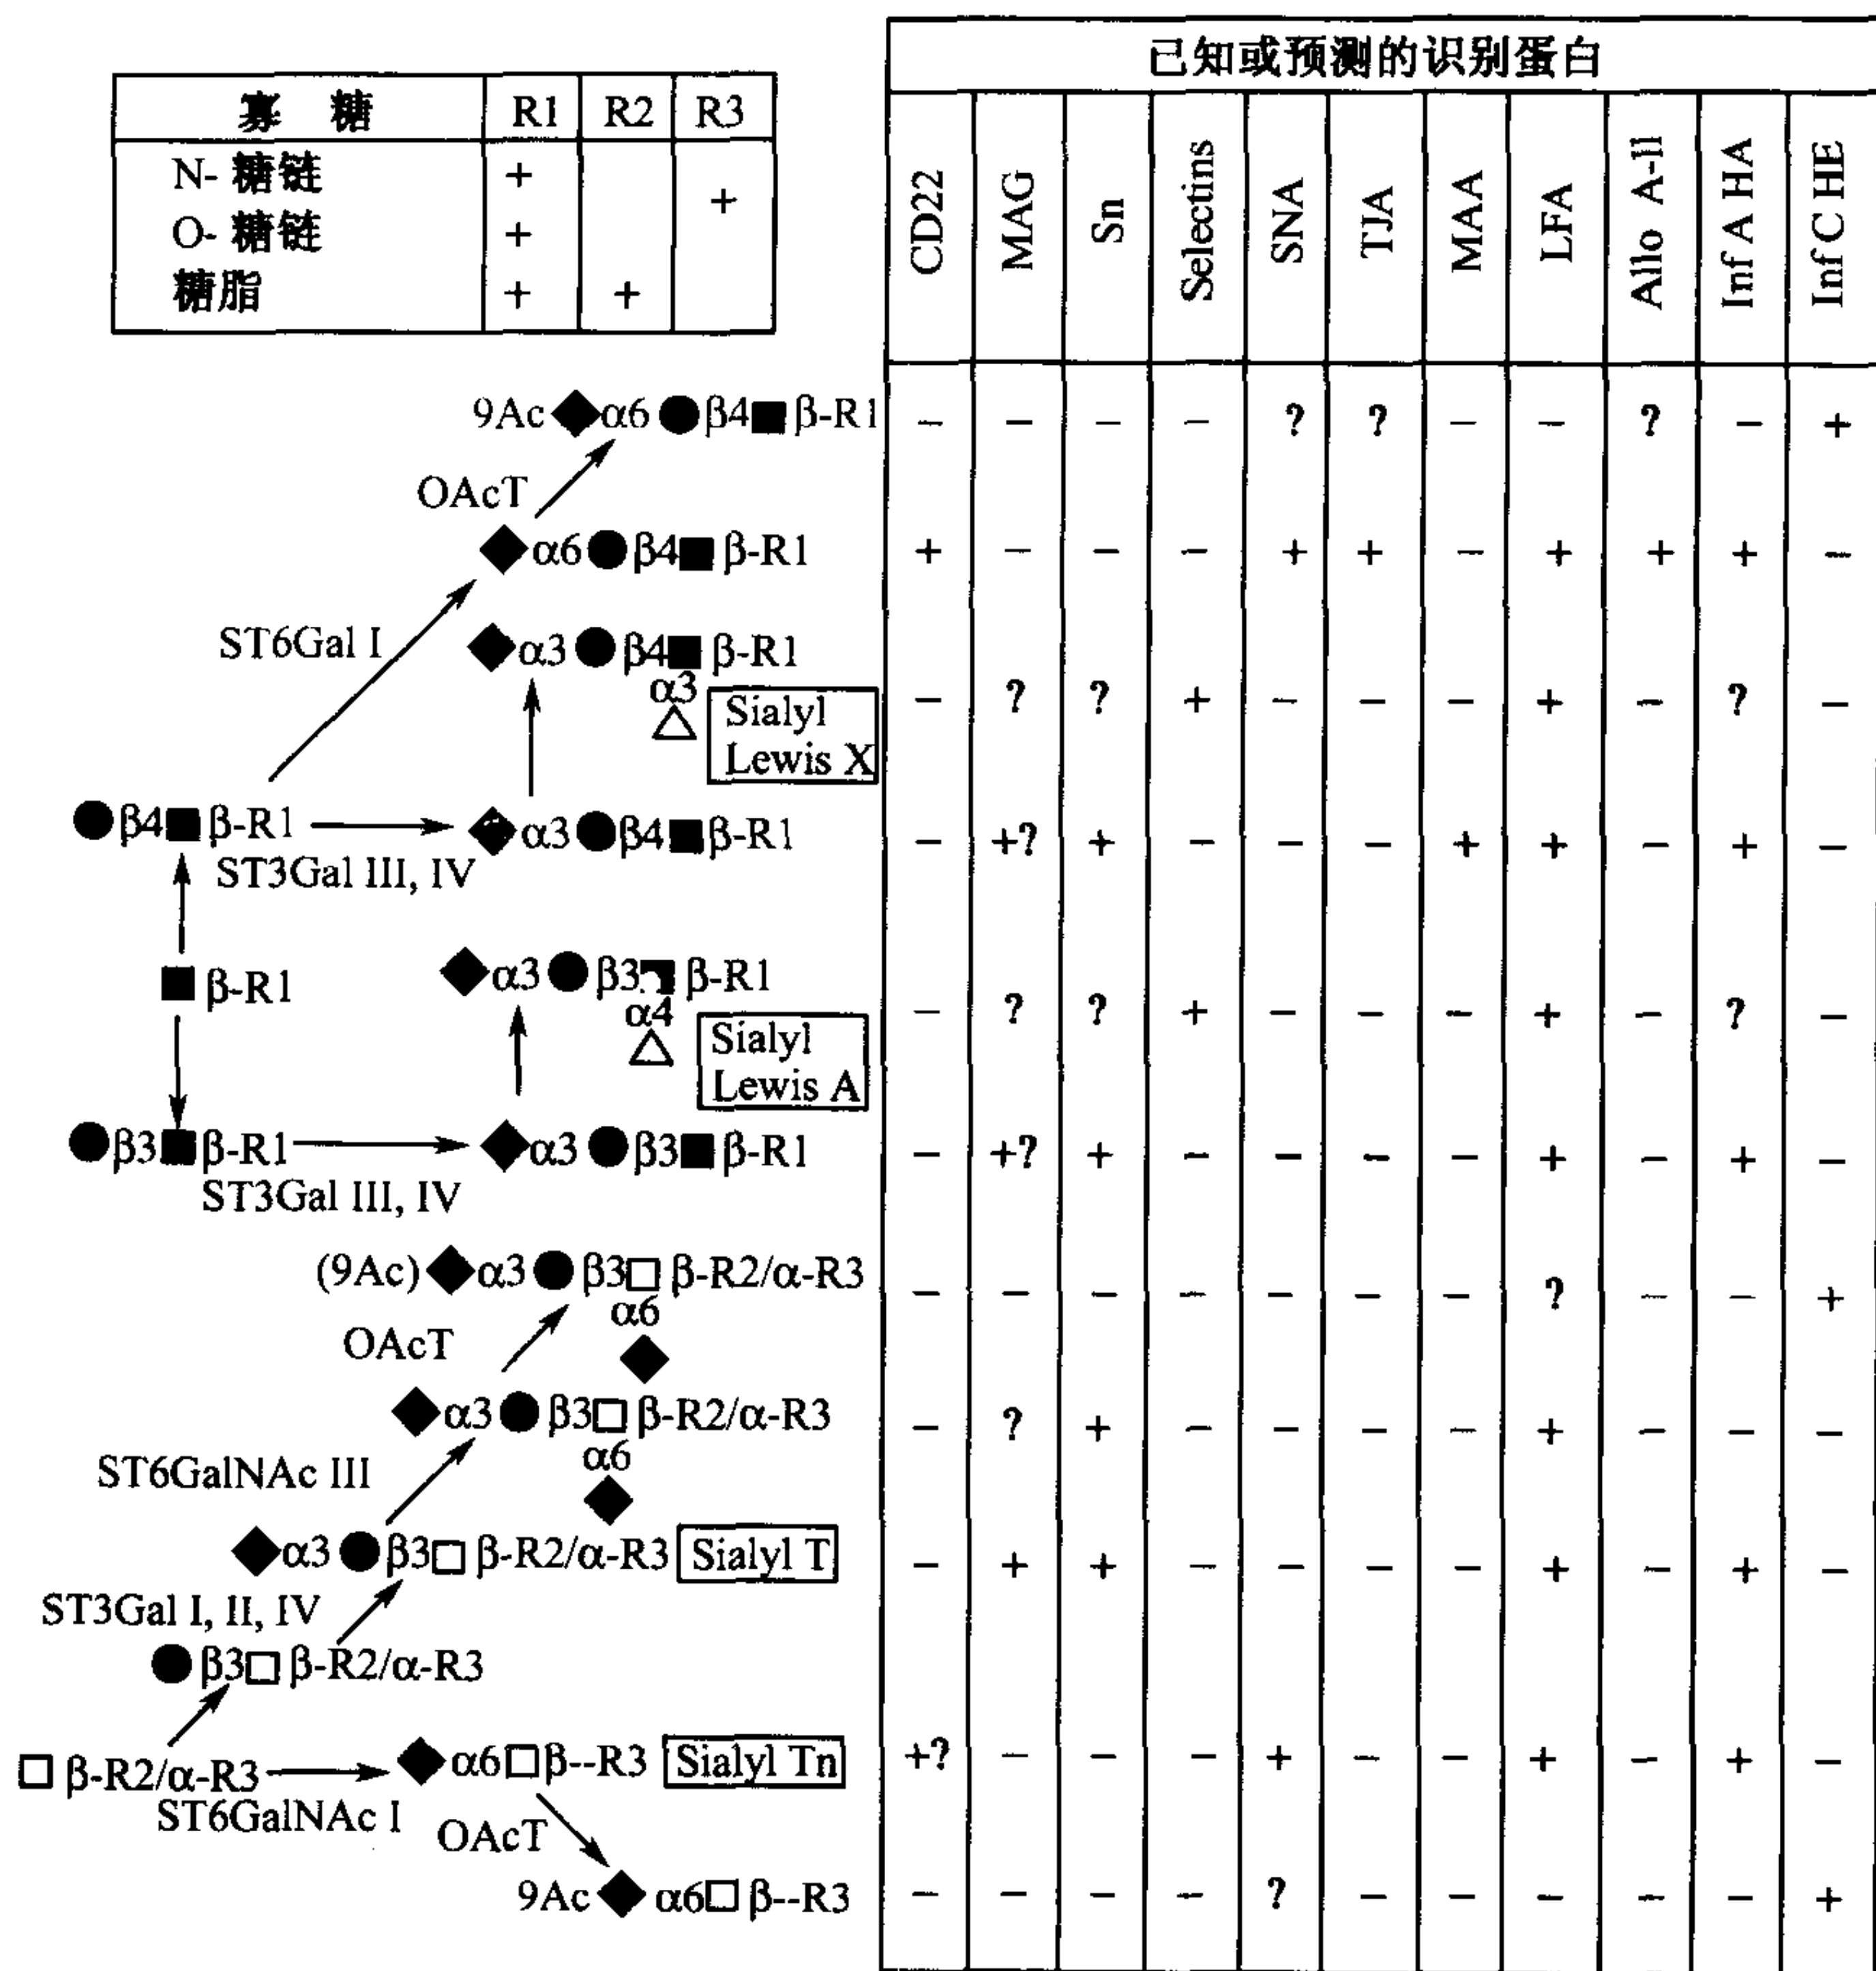 已知或预测的识别蛋白
寡 糖 R1 R2 R3
N- 糖链 +
+
O- 糖链 +
糖脂 + +
CD22 MAG Sn Selectins SNA TJA MAA LFA Allo A-II Inf A HA Inf C HE
9Ac ◆α6●β4■β-R1 – – – – ? ? – – ? – +
OAcT
◆α6●β4■β-R1 + – – – + + – + + + –
ST6Gal I
◆α3●β4■β-R1
α3
△ Sialyl Lewis X – ? ? + – – – + – ? –
●β4■β-R1 ◆α3●β4■β-R1 – +? + – – – + + – + –
ST3Gal III, IV
◆α3●β3■β-R1
■β-R1
α4
△ Sialyl Lewis A – ? ? + – – – + – ? –
●β3■β-R1 ◆α3●β3■β-R1 – +? + – – – – + – + –
ST3Gal III, IV
(9Ac)◆α3●β3□β-R2/α-R3 – – – – – – – ? – – +
α6
OAcT
◆
◆α3●β3□β-R2/α-R3 – ? + – – – – + – – –
α6
ST6GalNAc III
◆
◆α3●β3□β-R2/α-R3 Sialyl T – + + – – – – + – + –
ST3Gal I, II, IV
●β3□β-R2/α-R3
□β-R2/α-R3 ◆α6□β--R3 Sialyl Tn +? – – – + – – + – + –
ST6GalNAc I
OAcT
9Ac◆α6□β--R3 – – – – ? – – – – – +